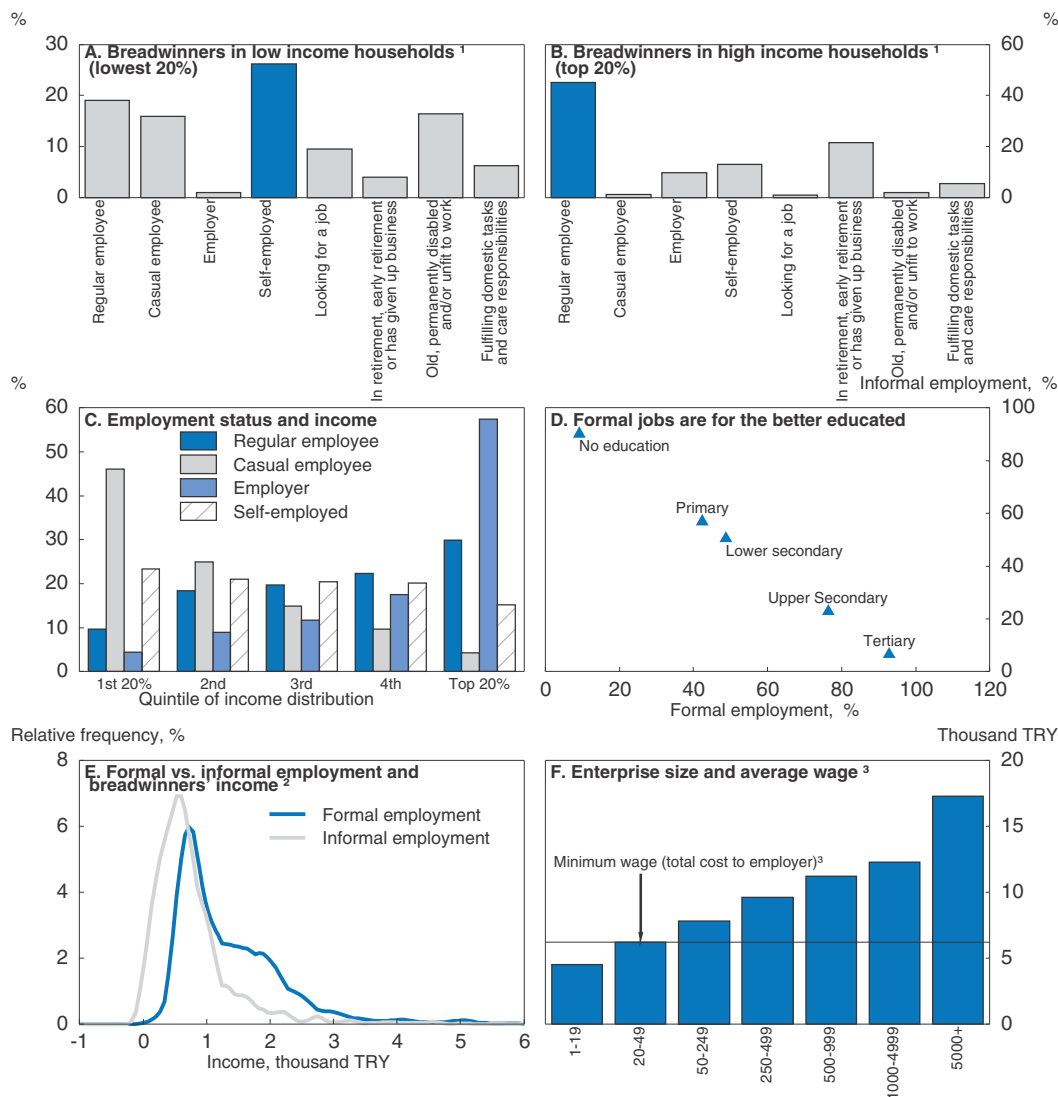 %
%
A. Breadwinners in low income households ¹
(lowest 20%)
30
20
10
0
Regular employee
Casual employee
Employer
Self-employed
Looking for a job
In retirement, early retirement
or has given up business
Old, permanently disabled
and/or unfit to work
Fulfilling domestic tasks
and care responsibilities
B. Breadwinners in high income households ¹
(top 20%)
60
40
20
0
Regular employee
Casual employee
Employer
Self-employed
Looking for a job
In retirement, early retirement
or has given up business
Old, permanently disabled
and/or unfit to work
Fulfilling domestic tasks
and care responsibilities
%
C. Employment status and income
60
50
40
30
20
10
0
Regular employee
Casual employee
Employer
Self-employed
1st 20%
2nd
3rd
4th
Top 20%
Quintile of income distribution
Informal employment, %
D. Formal jobs are for the better educated
100
80
60
40
20
0
No education
Primary
Lower secondary
Upper Secondary
Tertiary
0
20
40
60
80
100
120
Formal employment, %
Relative frequency, %
E. Formal vs. informal employment and
breadwinners' income ²
8
6
4
2
0
Formal employment
Informal employment
-1
0
1
2
3
4
5
6
Income, thousand TRY
Thousand TRY
F. Enterprise size and average wage ³
20
15
10
5
0
Minimum wage (total cost to employer)³
1-19
20-49
50-249
250-499
500-999
1000-4999
5000+